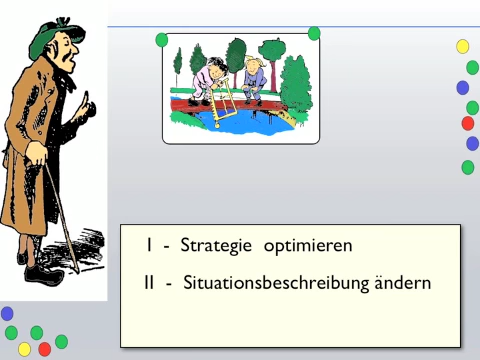 I - Strategie optimieren
II - Situationsbeschreibung ändern